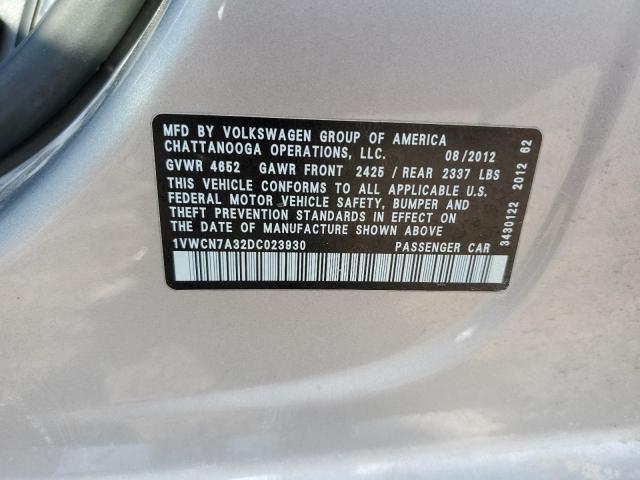 MFD BY VOLKSWAGEN GROUP OF AMERICA
CHATTANOOGA OPERATIONS, LLC. 08/2012
GVWR 4652 GAWR FRONT 2425 / REAR 2337 LBS
THIS VEHICLE CONFORMS TO ALL APPLICABLE U.S.
FEDERAL MOTOR VEHICLE SAFETY, BUMPER AND
THEFT PREVENTION STANDARDS IN EFFECT ON
THE DATE OF MANUFACTURE SHOWN ABOVE
1VWCN7A32DC023930 PASSENGER CAR
3430122 2012 62